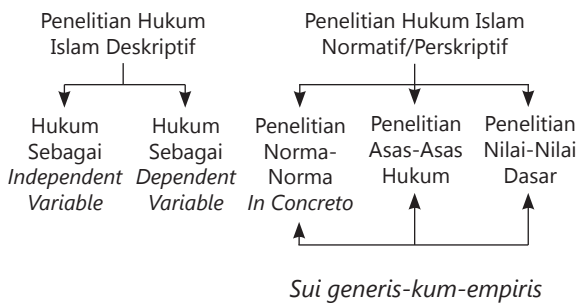 Penelitian Hukum
Islam Deskriptif
Penelitian Hukum Islam
Normatif/Perskriptif
Hukum
Sebagai
Independent
Variable
Hukum
Sebagai
Dependent
Variable
Penelitian
Norma-
Norma
In Concreto
Penelitian
Asas-Asas
Hukum
Penelitian
Nilai-Nilai
Dasar
Sui generis-kum-empiris